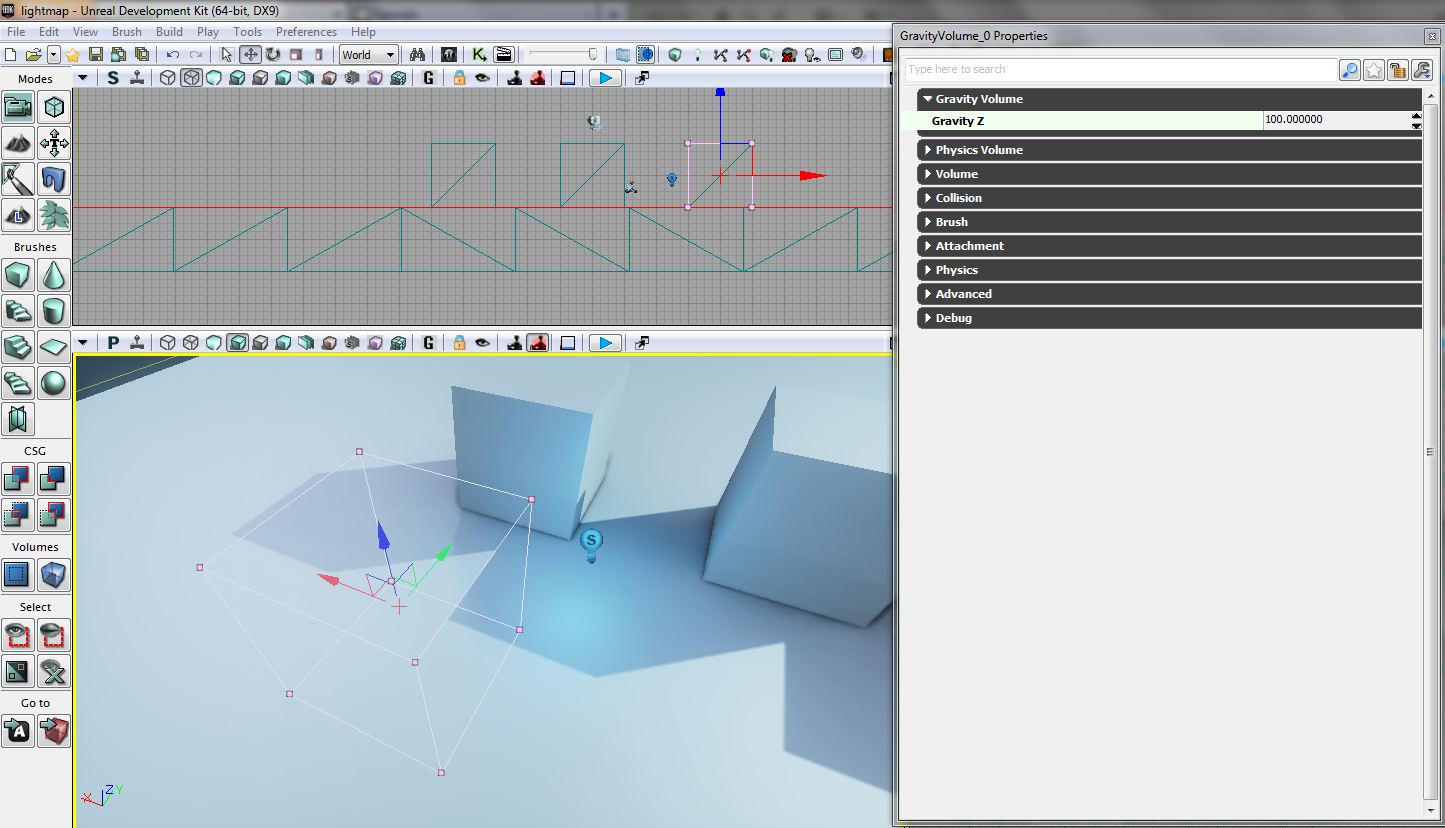 lightmap - Unreal Development Kit (64-bit, DX9)
File Edit View Brush Build Play Tools Preferences Help
World
K
Modes
S
G
L
Brushes
P
G
CSG
Volumes
Select
Go to
A
S
X Z Y
GravityVolume_0 Properties
Type here to search
Gravity Volume
Gravity Z 100.000000
Physics Volume
Volume
Collision
Brush
Attachment
Physics
Advanced
Debug